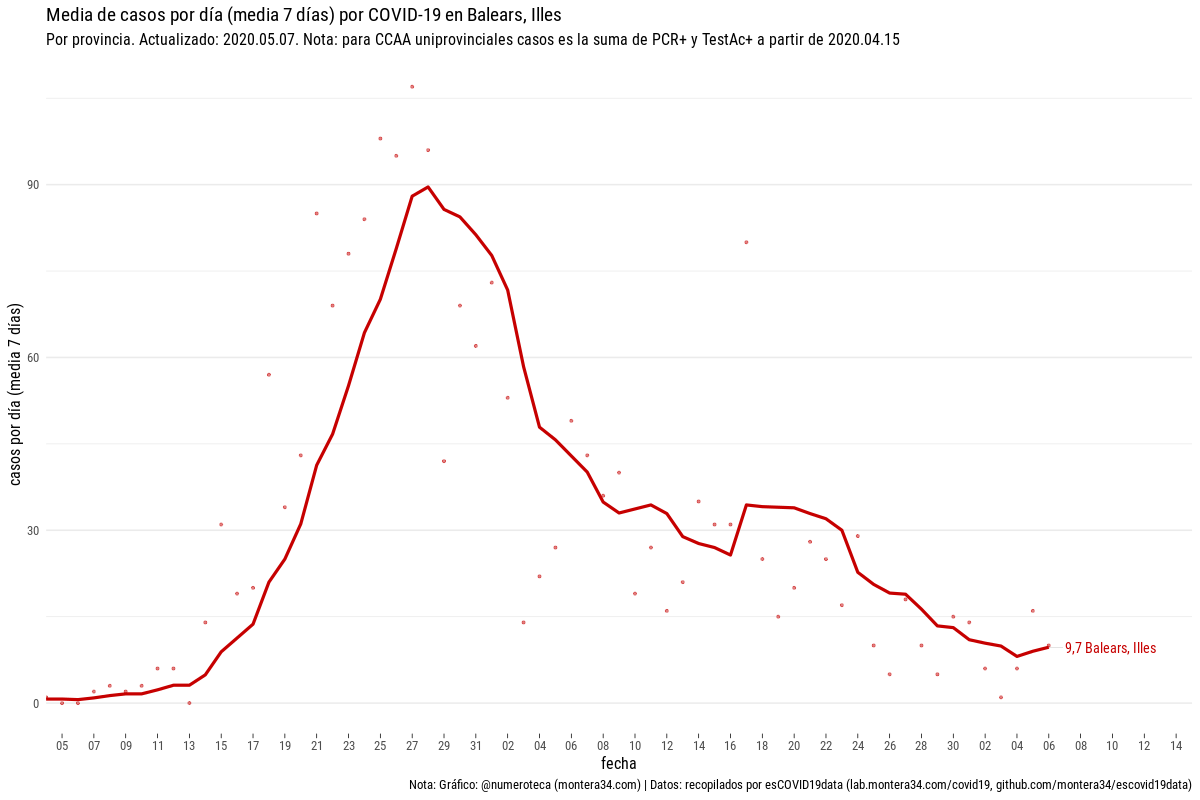 Media de casos por día (media 7 días) por COVID-19 en Balears, Illes
Por provincia. Actualizado: 2020.05.07. Nota: para CCAA uniprovinciales casos es la suma de PCR+ y TestAc+ a partir de 2020.04.15
casos por día (media 7 días)
90
60
30
0
9,7 Balears, Illes
05 07 09 11 13 15 17 19 21 23 25 27 29 31 02 04 06 08 10 12 14 16 18 20 22 24 26 28 30 02 04 06 08 10 12 14
fecha
Nota: Gráfico: @numeroteca (montera34.com) | Datos: recopilados por esCOVID19data (lab.montera34.com/covid19, github.com/montera34/escovid19data)